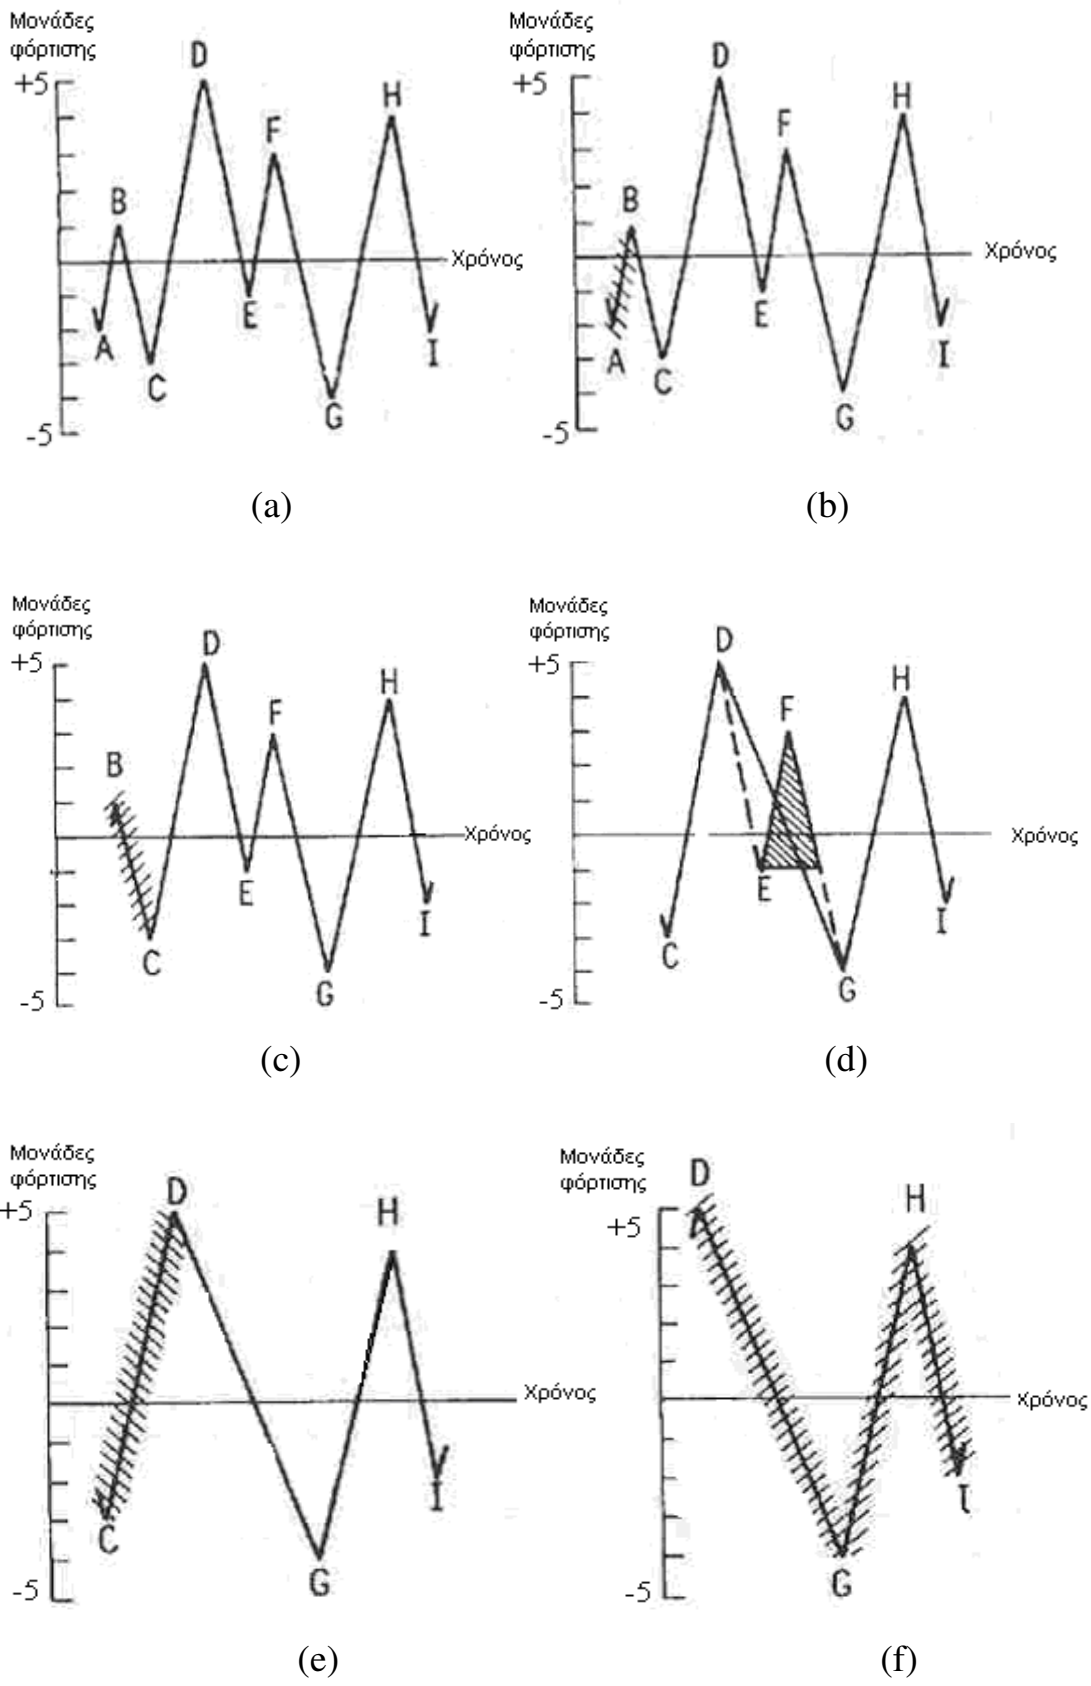 Μονάδες
φόρτισης
+5
D
H
F
B
Χρόνος
A
E
I
C
G
-5
(a)
Μονάδες
φόρτισης
+5
D
H
F
B
Χρόνος
A
E
I
C
G
-5
(b)
Μονάδες
φόρτισης
+5
D
H
F
B
Χρόνος
E
I
C
G
-5
(c)
Μονάδες
φόρτισης
+5
D
H
F
Χρόνος
E
I
C
G
-5
(d)
Μονάδες
φόρτισης
+5
D
H
Χρόνος
I
C
G
-5
(e)
Μονάδες
φόρτισης
+5
D
H
Χρόνος
I
G
-5
(f)